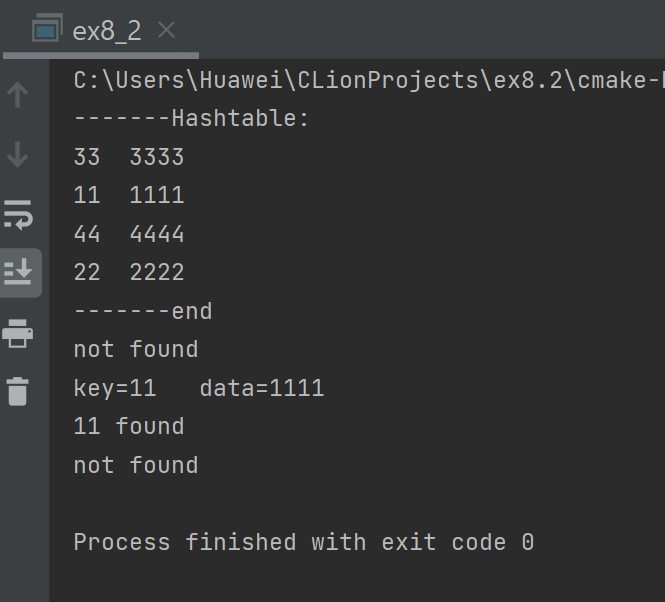 ex8_2
C:\Users\Huawei\CLionProjects\ex8.2\cmake-
-------Hashtable:
33  3333
11  1111
44  4444
22  2222
-------end
not found
key=11   data=1111
11 found
not found
Process finished with exit code 0